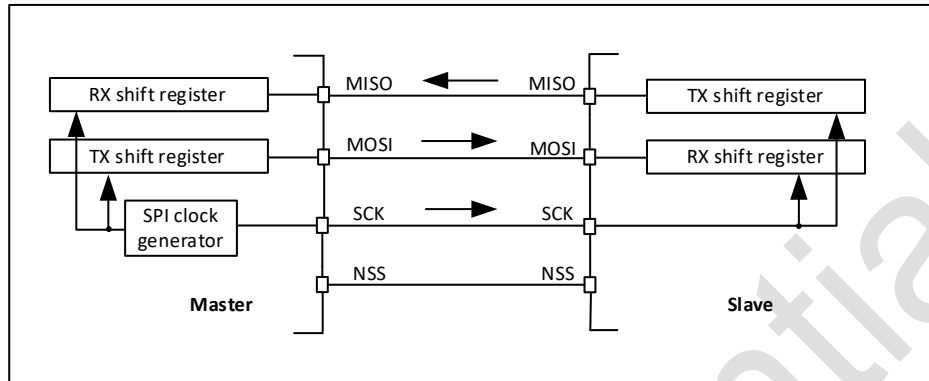 MISO MISO
RX shift register TX shift register
MOSI MOSI
TX shift register RX shift register
SCK SCK
SPI clock
generator
NSS NSS
Master Slave